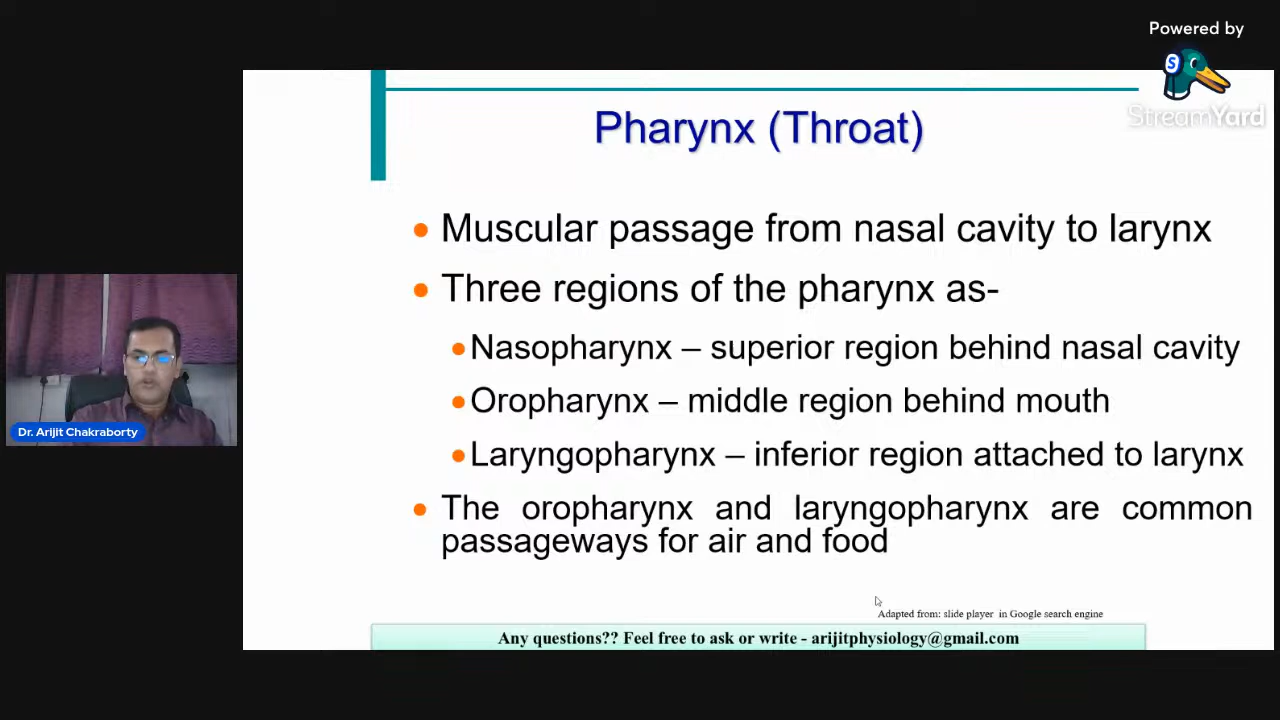 Powered by
S
StreamYard
Pharynx (Throat)
Muscular passage from nasal cavity to larynx
Three regions of the pharynx as-
Nasopharynx – superior region behind nasal cavity
Oropharynx – middle region behind mouth
Laryngopharynx – inferior region attached to larynx
The oropharynx and laryngopharynx are common
passageways for air and food
Dr. Arijit Chakraborty
Adapted from: slide player in Google search engine
Any questions?? Feel free to ask or write - arijitphysiology@gmail.com